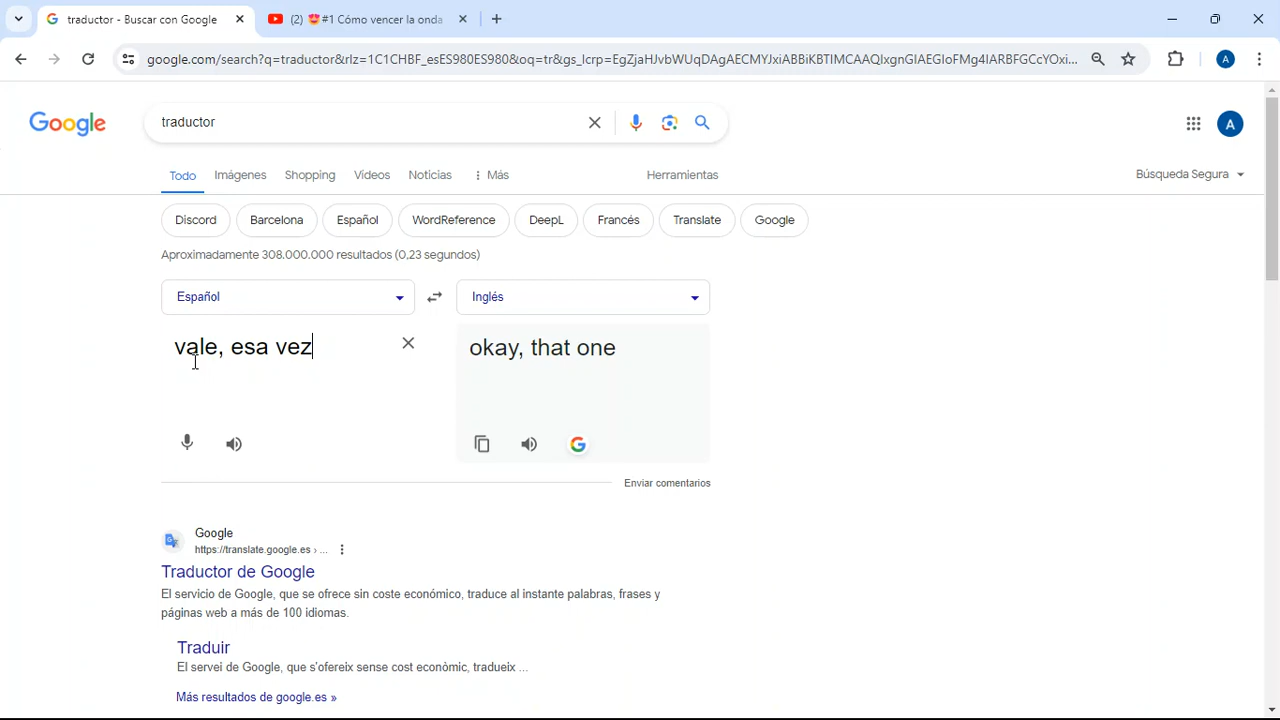 traductor - Buscar con Google
(2) 😍#1 Cómo vencer la onda
google.com/search?q=traductor&rlz=1C1CHBF_esES980ES980&oq=tr&gs_lcrp=EgZjaHJvbWUqDAgAECMYJxiABBiKBTIMCAAQIxgnGIAEGIoFMg4IARBFGCcYOxi...
A
Google
traductor
A
Todo
Imágenes
Shopping
Videos
Noticias
Más
Herramientas
Búsqueda Segura
Discord
Barcelona
Español
WordReference
DeepL
Francés
Translate
Google
Aproximadamente 308.000.000 resultados (0,23 segundos)
Español
Inglés
vale, esa vez
okay, that one
Enviar comentarios
Google
https://translate.google.es › ...
Traductor de Google
El servicio de Google, que se ofrece sin coste económico, traduce al instante palabras, frases y
páginas web a más de 100 idiomas.
Traduir
El servei de Google, que s'ofereix sense cost econòmic, tradueix ...
Más resultados de google.es »